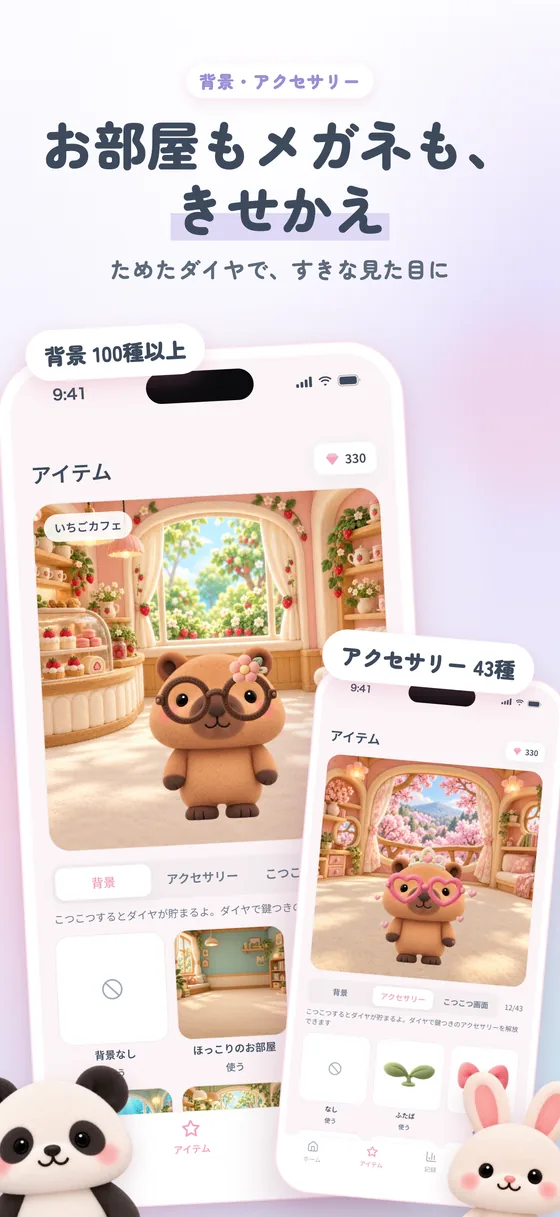 背景・アクセサリー
お部屋もメガネも、
きせかえ
ためたダイヤで、すきな見た目に
背景 100種以上
9:41
アイテム
330
いちごカフェ
背景
アクセサリー
こつこ
こつこつするとダイヤが貯まるよ。ダイヤで鍵つきの
背景なし
使う
ほっこりのお部屋
使う
アイテム
アクセサリー 43種
9:41
アイテム
330
背景
アクセサリー
こつこつ画面
12/43
こつこつするとダイヤが貯まるよ。ダイヤで鍵つきのアクセサリーを解放
できます
なし
使う
ふたば
使う
ホーム
アイテム
記録